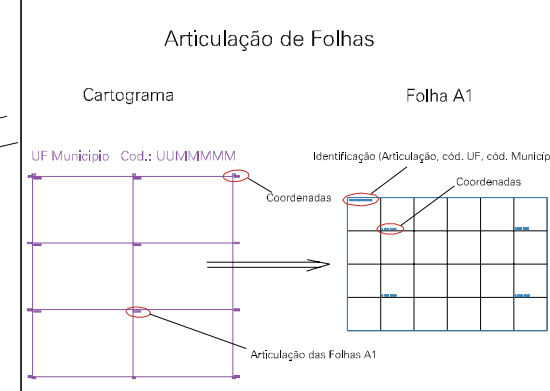 Articulação de Folhas
Cartograma
Folha A1
UF Municipio Cod.: UUMMMMM
Identificação (Articulação, cód. UF, cód. Municíp
Coordenadas
Coordenadas
Articulação das Folhas A1